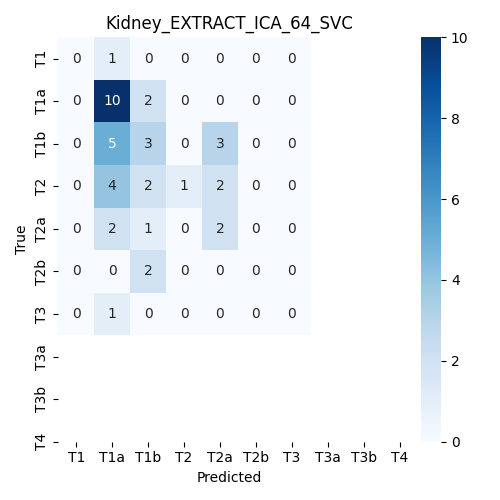 Kidney_EXTRACT_ICA_64_SVC
T1 0 1 0 0 0 0 0
T1a 0 10 2 0 0 0 0
T1b 0 5 3 0 3 0 0
T2 0 4 2 1 2 0 0
T2a 0 2 1 0 2 0 0
T2b 0 0 2 0 0 0 0
T3 0 1 0 0 0 0 0
T3a
T3b
T4
True
T1 T1a T1b T2 T2a T2b T3 T3a T3b T4
Predicted
10
8
6
4
2
0